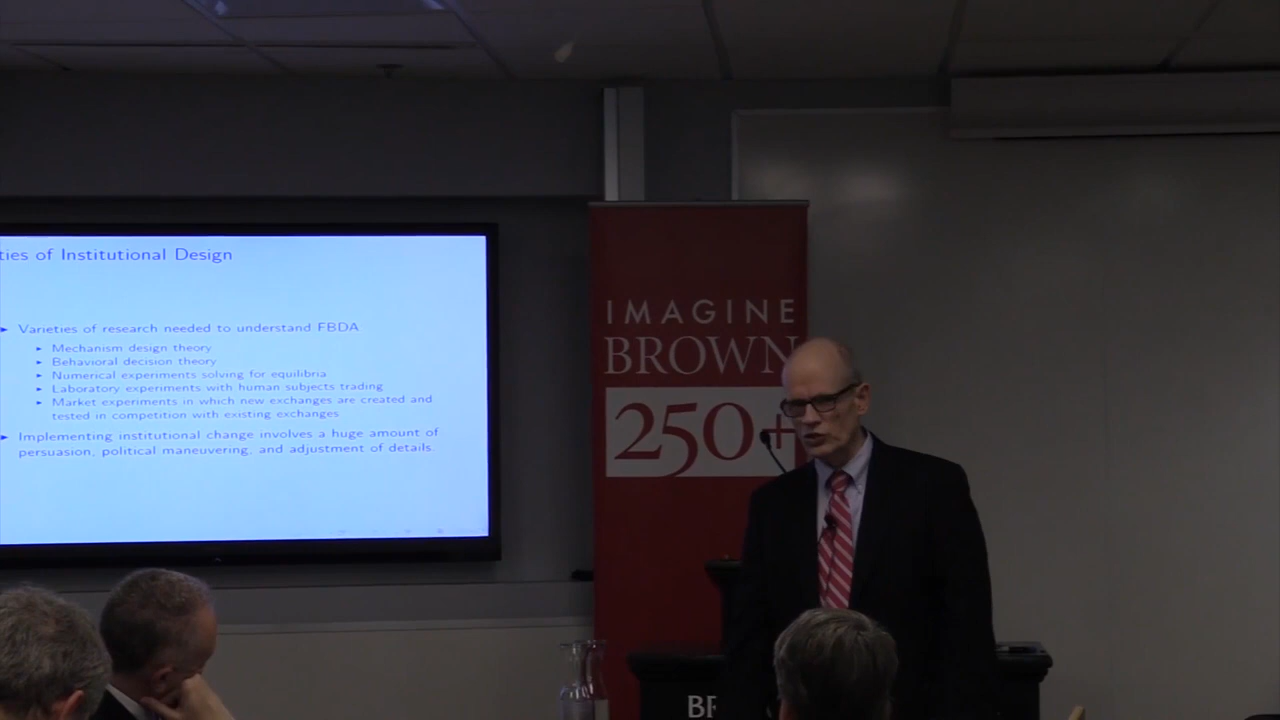 ties of Institutional Design
Varieties of research needed to understand FBDA
Mechanism design theory
Behavioral decision theory
Numerical experiments solving for equilibria
Laboratory experiments with human subjects trading
Market experiments in which new exchanges are created and
tested in competition with existing exchanges
Implementing institutional change involves a huge amount of
persuasion, political maneuvering, and adjustment of details.
IMAGINE
BROWN
250+
BR